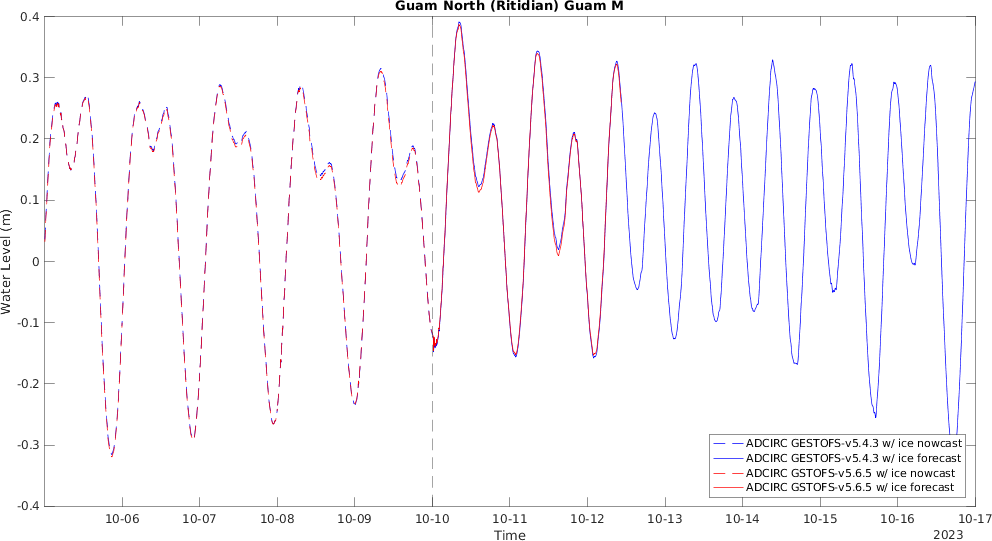 Guam North (Ritidian) Guam M
0.4
0.3
0.2
0.1
0
-0.1
-0.2
-0.3
-0.4
Water Level (m)
ADCIRC GESTOFS-v5.4.3 w/ ice nowcast
ADCIRC GESTOFS-v5.4.3 w/ ice forecast
ADCIRC GSTOFS-v5.6.5 w/ ice nowcast
ADCIRC GSTOFS-v5.6.5 w/ ice forecast
10-06 10-07 10-08 10-09 10-10 10-11 10-12 10-13 10-14 10-15 10-16 10-17
Time
2023